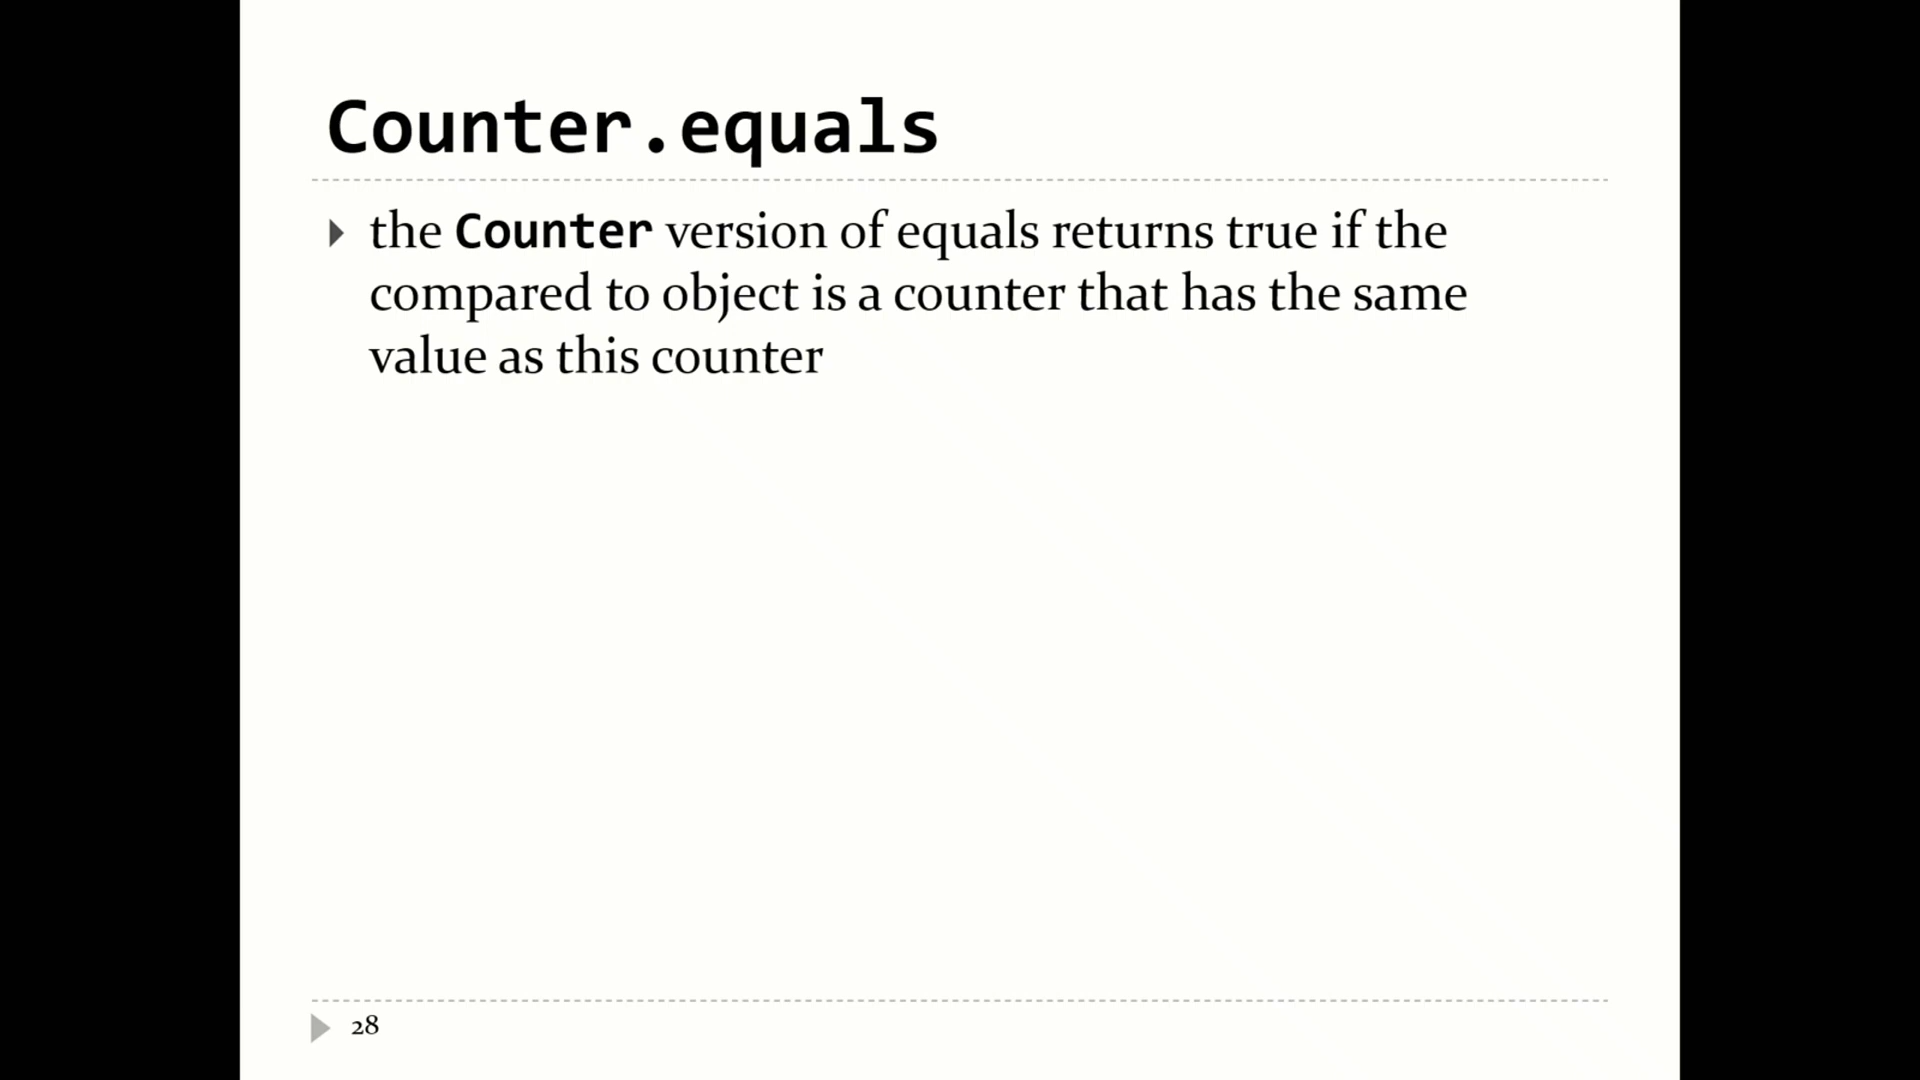 Counter.equals
the Counter version of equals returns true if the
compared to object is a counter that has the same
value as this counter
28